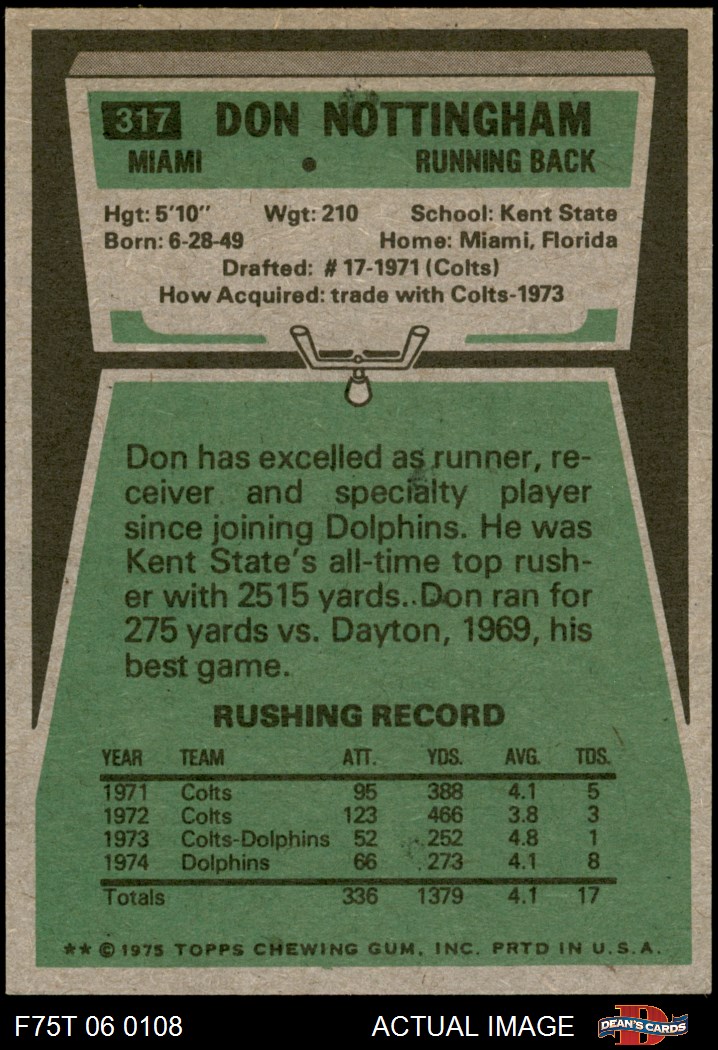 317 DON NOTTINGHAM
MIAMI • RUNNING BACK
Hgt: 5'10" Wgt: 210 School: Kent State
Born: 6-28-49 Home: Miami, Florida
Drafted: # 17-1971 (Colts)
How Acquired: trade with Colts-1973
Don has excelled as runner, re-
ceiver and specialty player
since joining Dolphins. He was
Kent State's all-time top rush-
er with 2515 yards. Don ran for
275 yards vs. Dayton, 1969, his
best game.
RUSHING RECORD
YEAR TEAM ATT. YDS. AVG. TDS.
1971 Colts 95 388 4.1 5
1972 Colts 123 466 3.8 3
1973 Colts-Dolphins 52 252 4.8 1
1974 Dolphins 66 273 4.1 8
Totals 336 1379 4.1 17
** © 1975 TOPPS CHEWING GUM, INC. PRTD IN U.S.A.
F75T 06 0108 ACTUAL IMAGE D DEAN'S CARDS